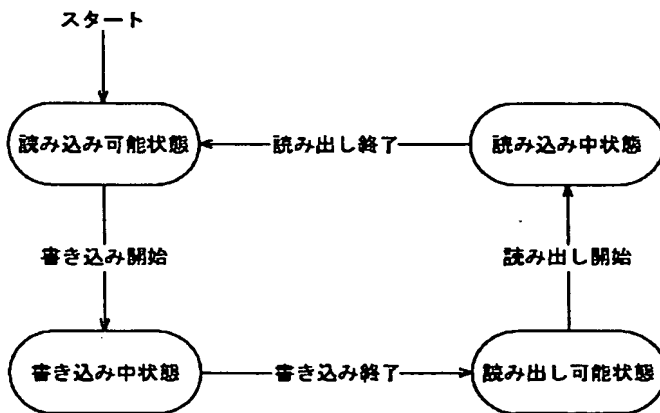 スタート
読み込み可能状態
読み出し終了
読み込み中状態
書き込み開始
読み出し開始
書き込み中状態
書き込み終了
読み出し可能状態